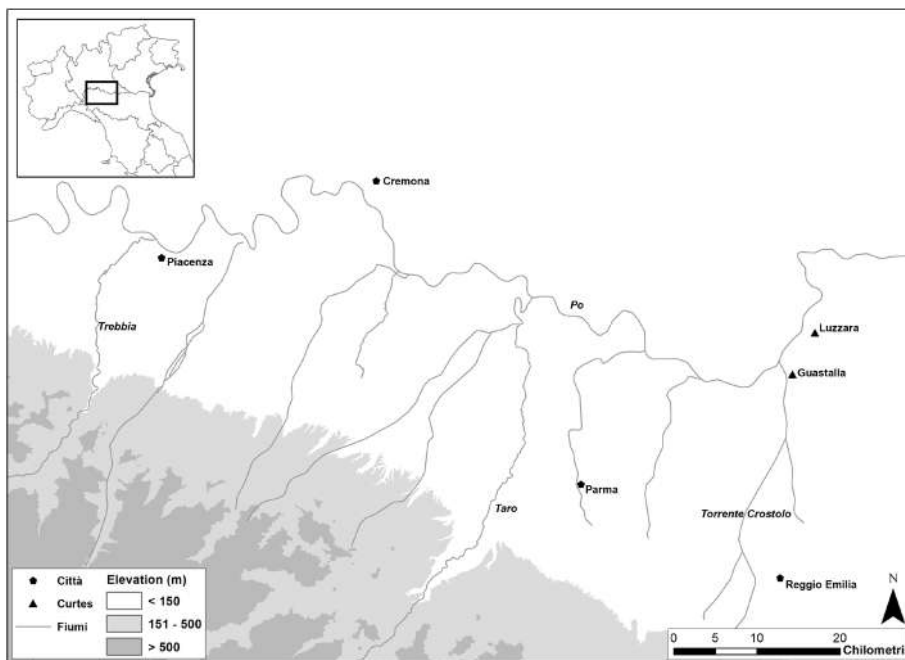 Cremona
Piacenza
Trebbia
Po
Luzzara
Guastalla
Parma
Taro
Torrente Crostolo
Reggio Emilia
Città
Curtes
Fiumi
Elevation (m)
< 150
151 - 500
> 500
N
0 5 10 20
Chilometri